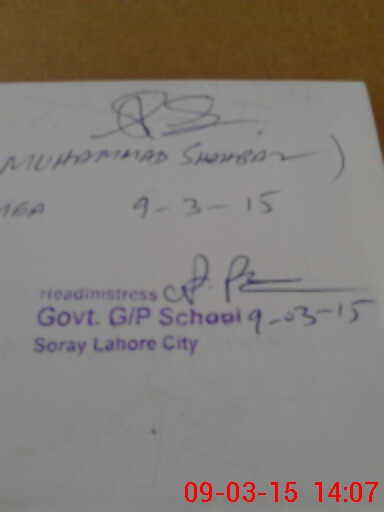 MUHAMMAD SHAHBAZ)
MEA 9-3-15
Headmistress
Govt. G/P School 9-03-15
Soray Lahore City
09-03-15 14:07